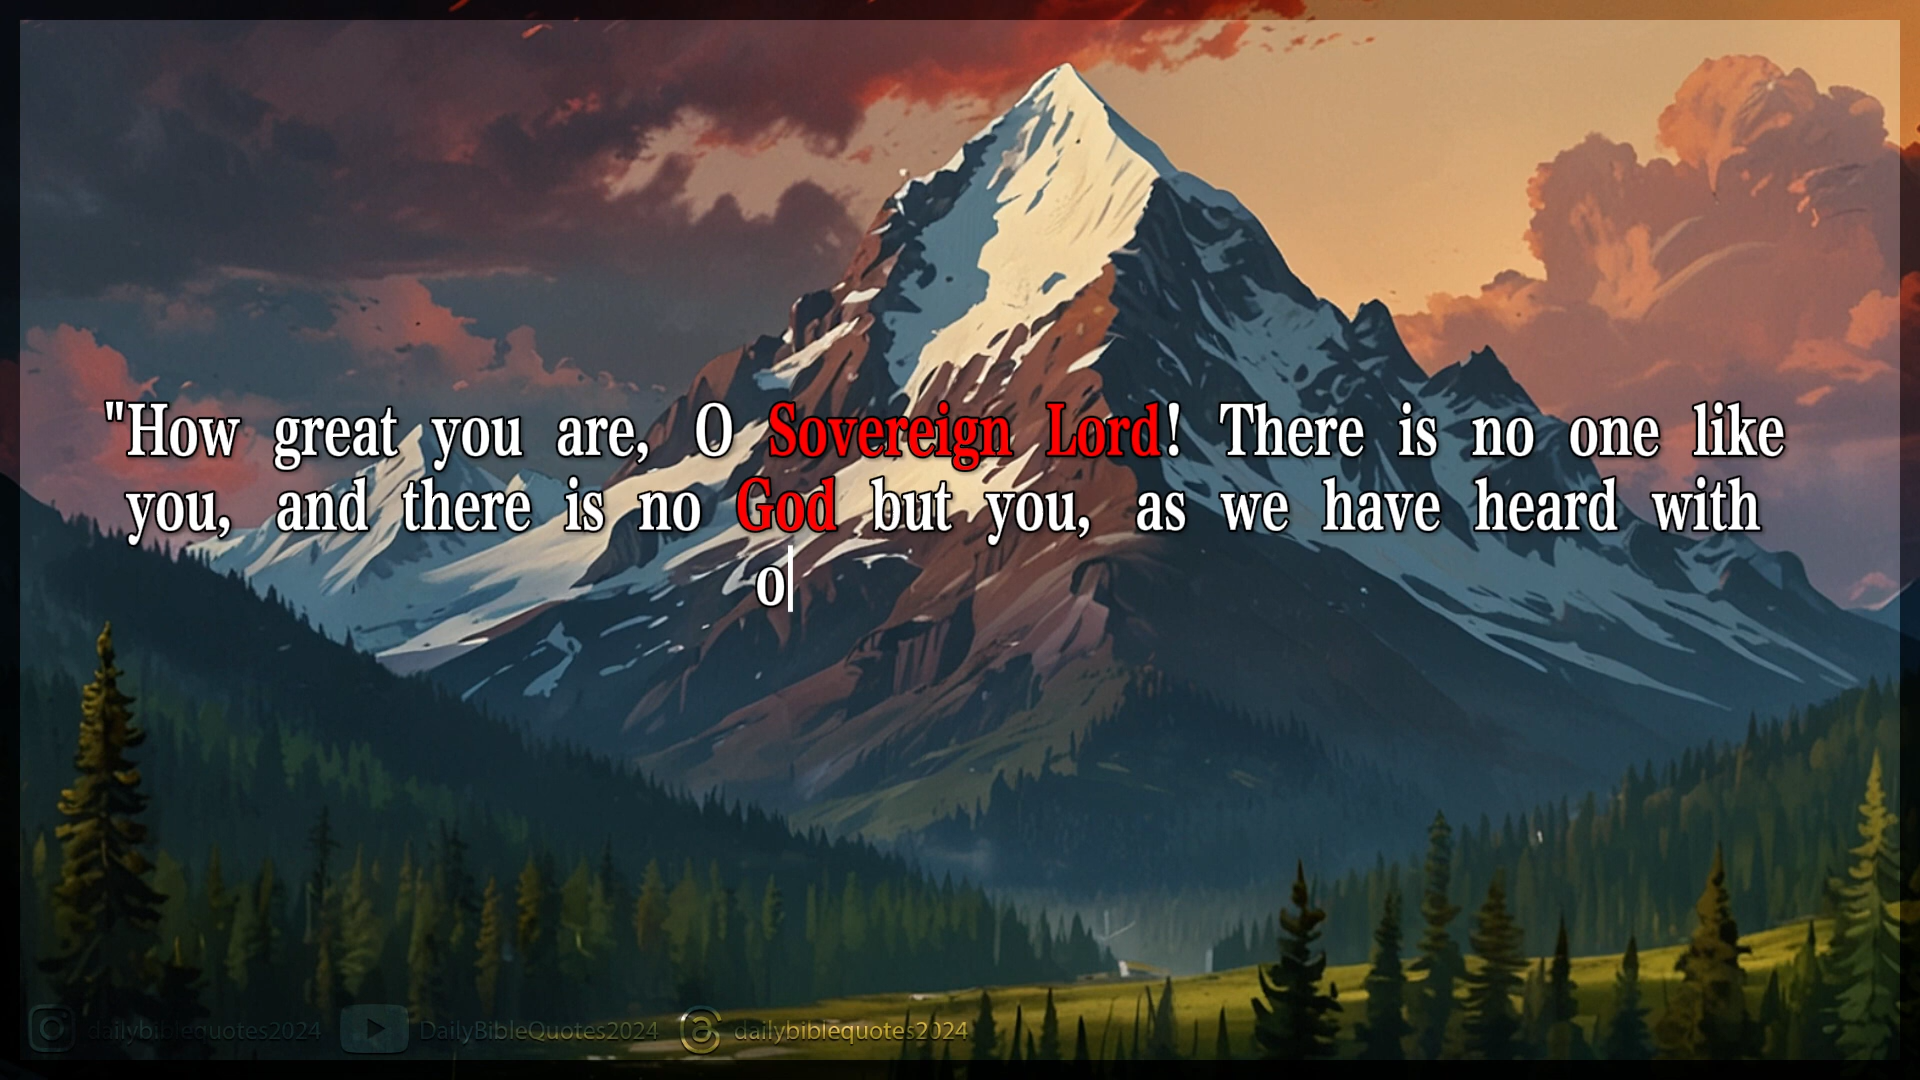 "How great you are, O Sovereign Lord! There is no one like
you, and there is no God but you, as we have heard with
o
dailybiblequotes2024 DailyBibleQuotes2024 dailybiblequotes2024